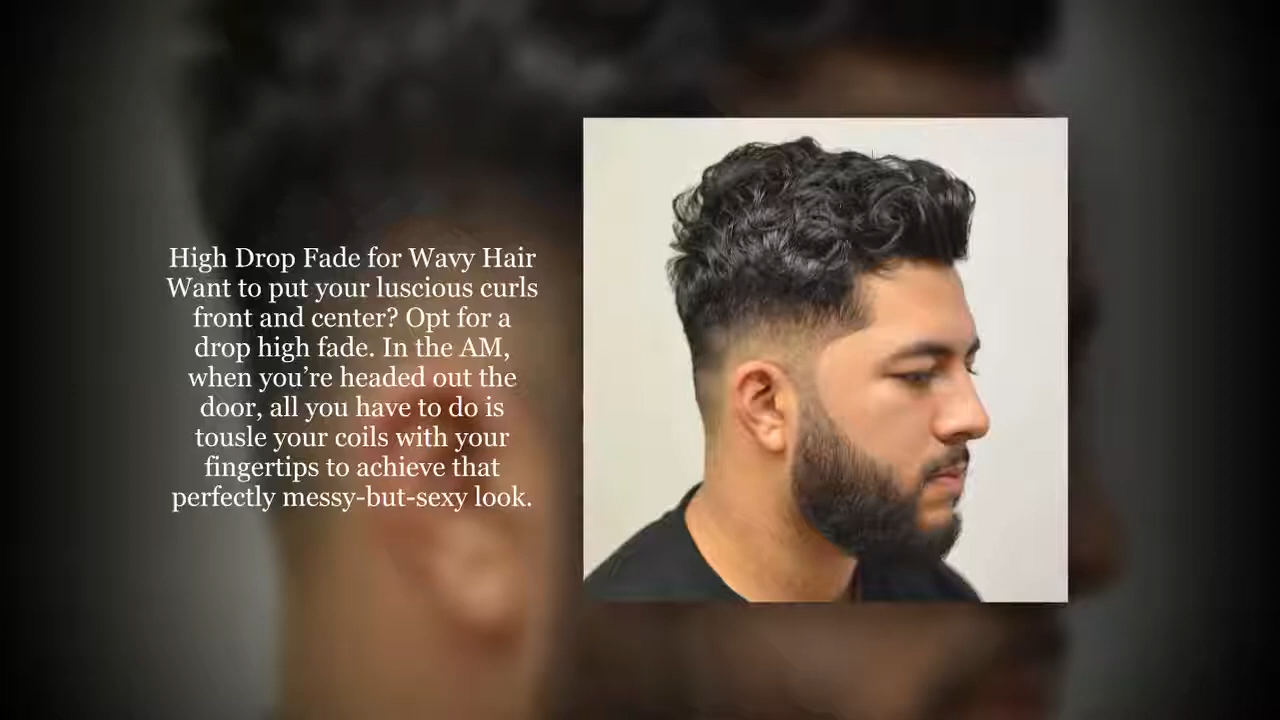 High Drop Fade for Wavy Hair
Want to put your luscious curls
front and center? Opt for a
drop high fade. In the AM,
when you’re headed out the
door, all you have to do is
tousle your coils with your
fingertips to achieve that
perfectly messy-but-sexy look.